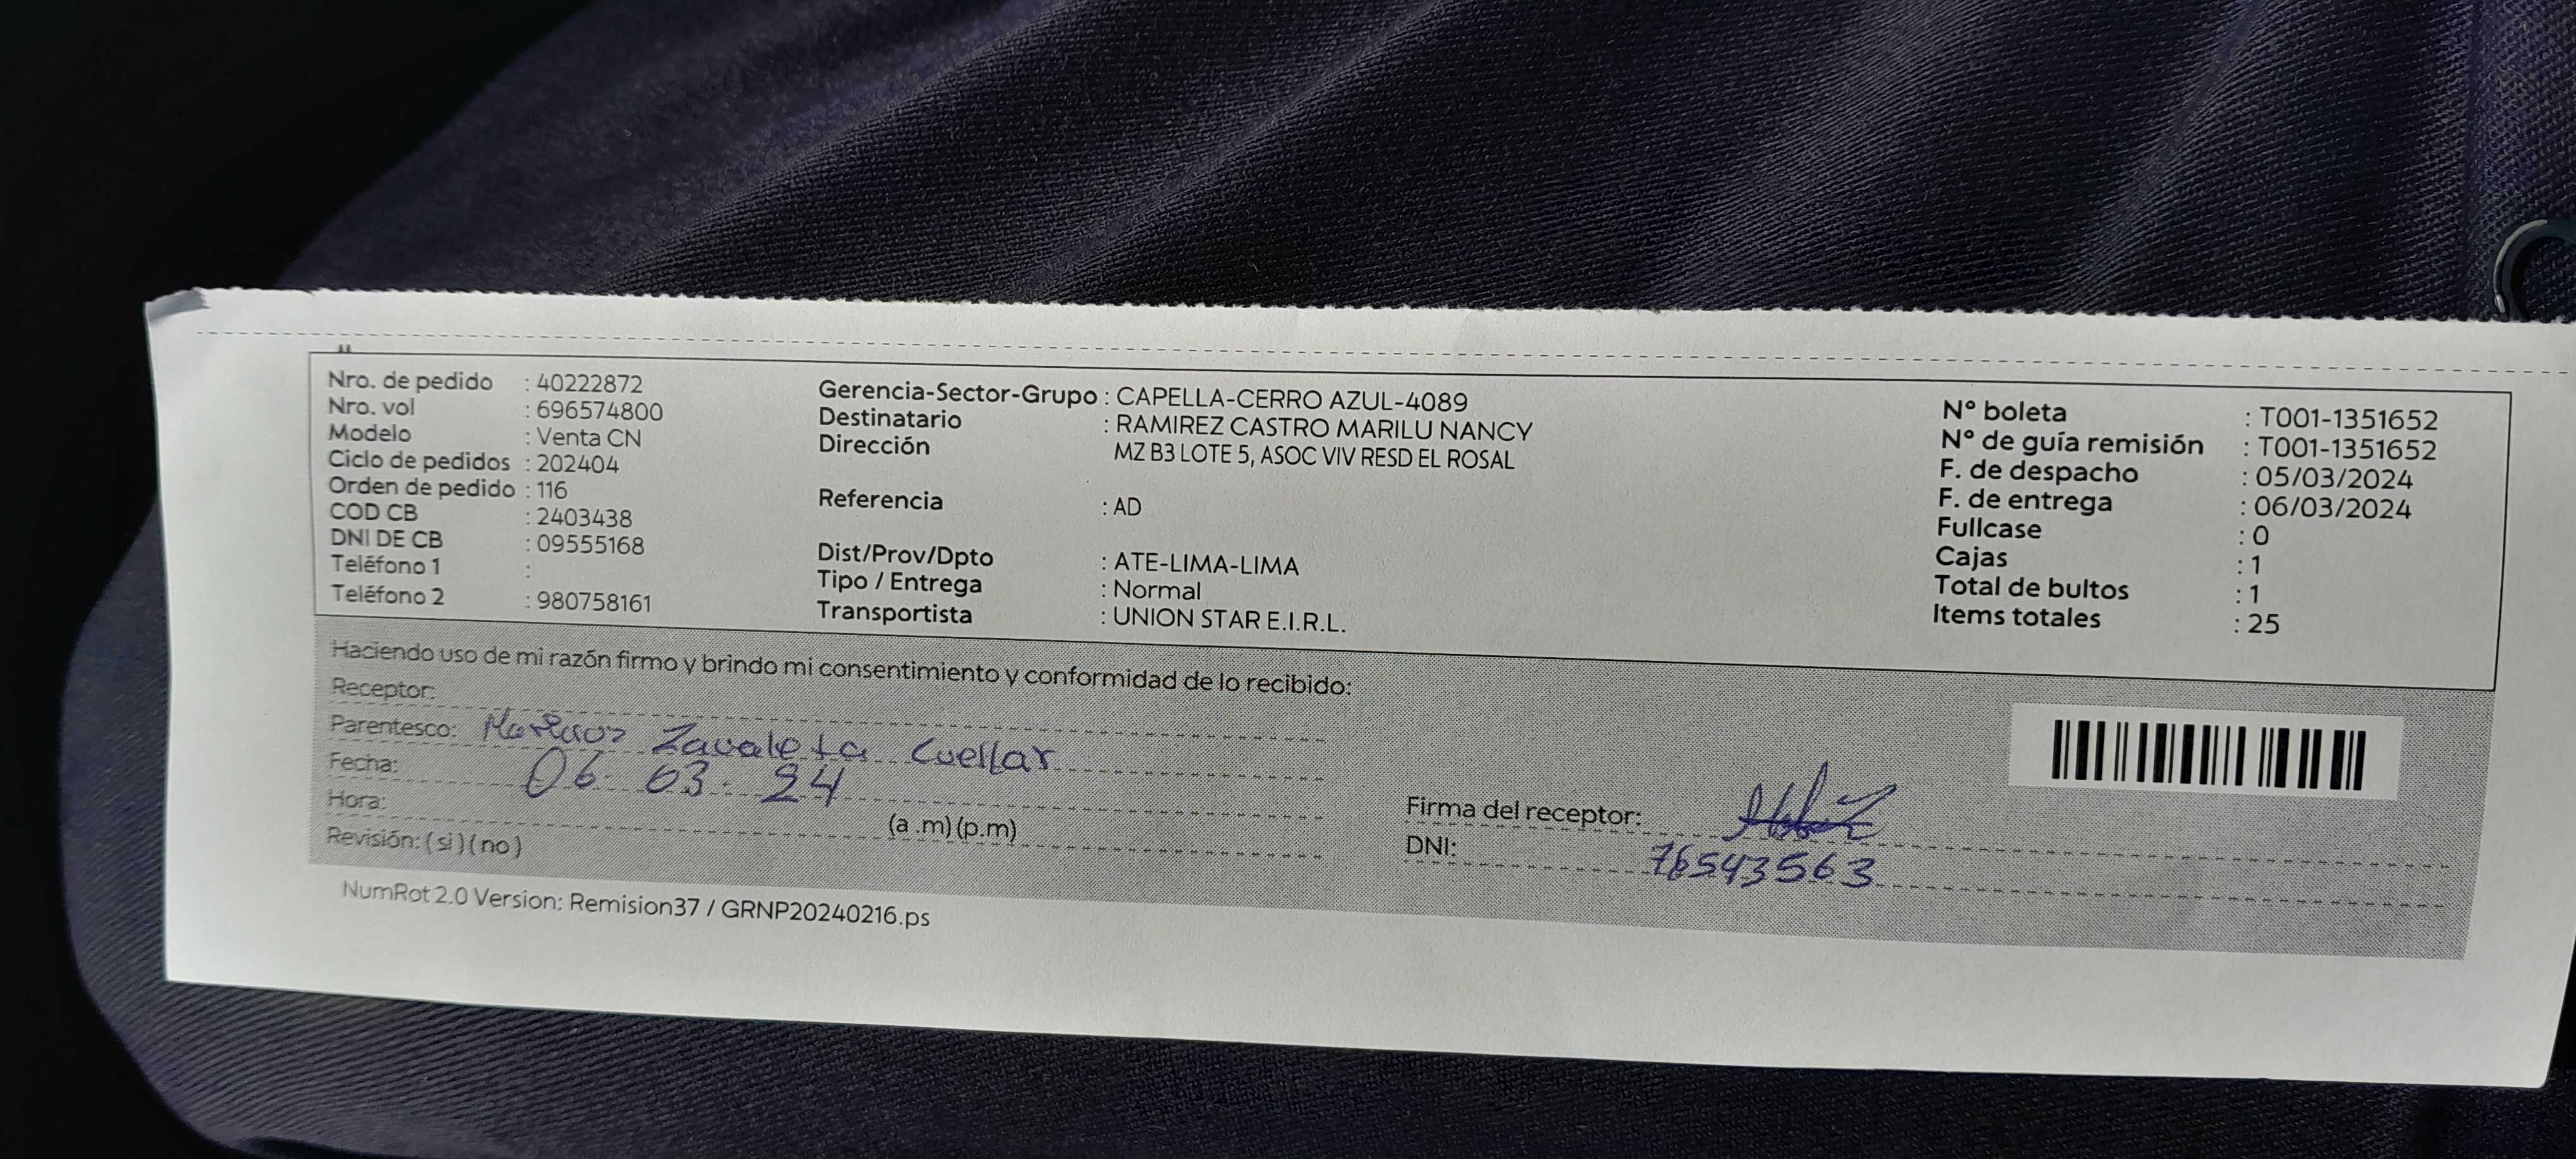 Nro. de pedido : 40222872
Nro. vol : 696574800
Modelo : Venta CN
Ciclo de pedidos : 202404
Orden de pedido : 116
COD CB : 2403438
DNI DE CB : 09555168
Teléfono 1 :
Teléfono 2 : 980758161
Gerencia-Sector-Grupo : CAPELLA-CERRO AZUL-4089
Destinatario : RAMIREZ CASTRO MARILU NANCY
Dirección MZ B3 LOTE 5, ASOC VIV RESD EL ROSAL
Referencia : AD
Dist/Prov/Dpto : ATE-LIMA-LIMA
Tipo / Entrega : Normal
Transportista : UNION STAR E.I.R.L.
N° boleta : T001-1351652
N° de guía remisión : T001-1351652
F. de despacho : 05/03/2024
F. de entrega : 06/03/2024
Fullcase : 0
Cajas : 1
Total de bultos : 1
Items totales : 25
Haciendo uso de mi razón firmo y brindo mi consentimiento y conformidad de lo recibido:
Receptor:
Parentesco: Zavaleta Cuellar
Fecha: 06-03-24
Hora: (a .m) (p.m)
Revisión: ( si ) ( no )
Firma del receptor:
DNI: 76543563
NumRot 2.0 Version: Remision37 / GRNP20240216.ps